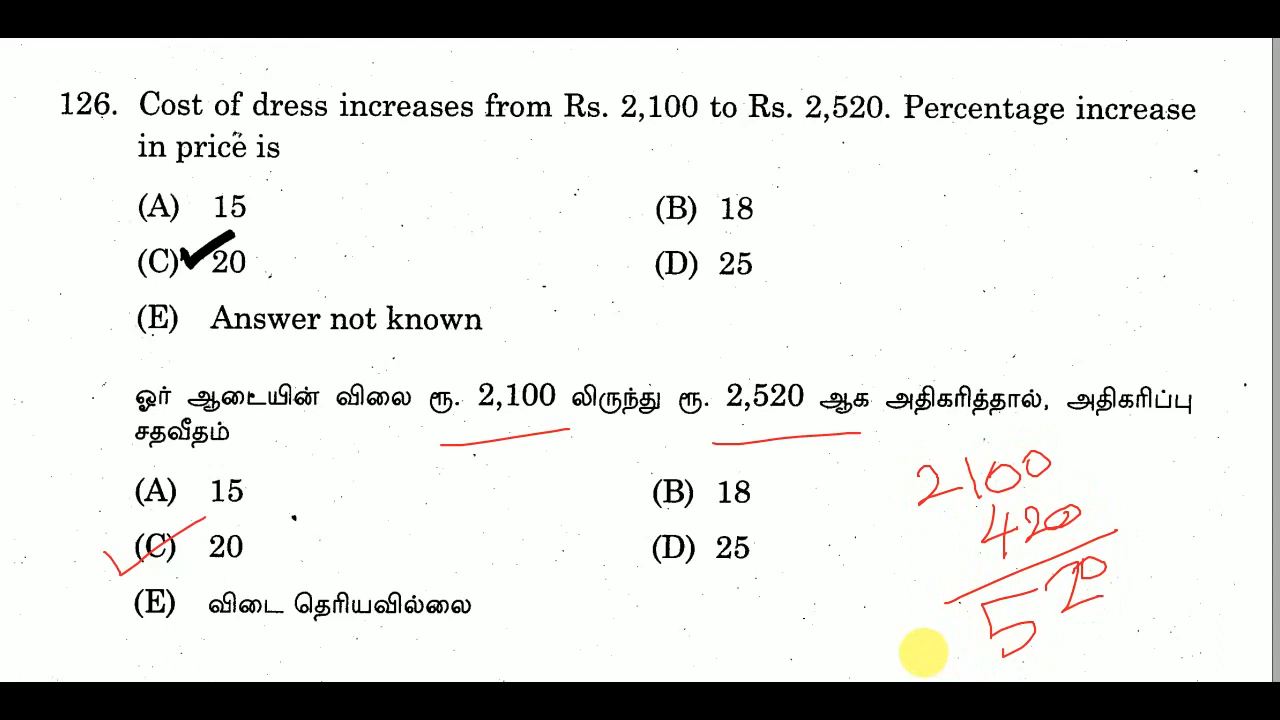 126. Cost of dress increases from Rs. 2,100 to Rs. 2,520. Percentage increase
in price is
(A) 15 (B) 18
(C) 20 (D) 25
(E) Answer not known
ஓர் ஆடையின் விலை ரூ. 2,100 லிருந்து ரூ. 2,520 ஆக அதிகரித்தால், அதிகரிப்பு
சதவீதம்
(A) 15 (B) 18
(C) 20 (D) 25
(E) விடை தெரியவில்லை
2100
420
520